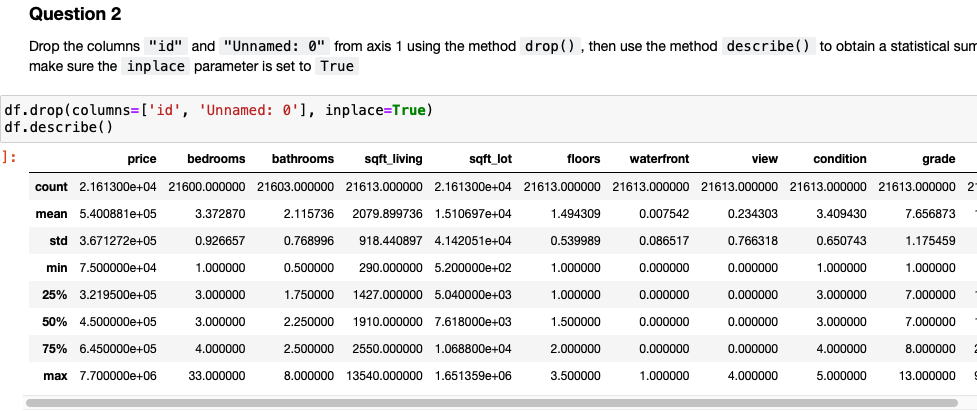 Question 2
Drop the columns "id" and "Unnamed: 0" from axis 1 using the method drop() , then use the method describe() to obtain a statistical sum
make sure the inplace parameter is set to True
df.drop(columns=['id', 'Unnamed: 0'], inplace=True)
df.describe()
]:
price bedrooms bathrooms sqft_living sqft_lot floors waterfront view condition grade
count 2.161300e+04 21600.000000 21603.000000 21613.000000 2.161300e+04 21613.000000 21613.000000 21613.000000 21613.000000 21613.000000 2
mean 5.400881e+05 3.372870 2.115736 2079.899736 1.510697e+04 1.494309 0.007542 0.234303 3.409430 7.656873
std 3.671272e+05 0.926657 0.768996 918.440897 4.142051e+04 0.539989 0.086517 0.766318 0.650743 1.175459
min 7.500000e+04 1.000000 0.500000 290.000000 5.200000e+02 1.000000 0.000000 0.000000 1.000000 1.000000
25% 3.219500e+05 3.000000 1.750000 1427.000000 5.040000e+03 1.000000 0.000000 0.000000 3.000000 7.000000
50% 4.500000e+05 3.000000 2.250000 1910.000000 7.618000e+03 1.500000 0.000000 0.000000 3.000000 7.000000
75% 6.450000e+05 4.000000 2.500000 2550.000000 1.068800e+04 2.000000 0.000000 0.000000 4.000000 8.000000
max 7.700000e+06 33.000000 8.000000 13540.000000 1.651359e+06 3.500000 1.000000 4.000000 5.000000 13.000000